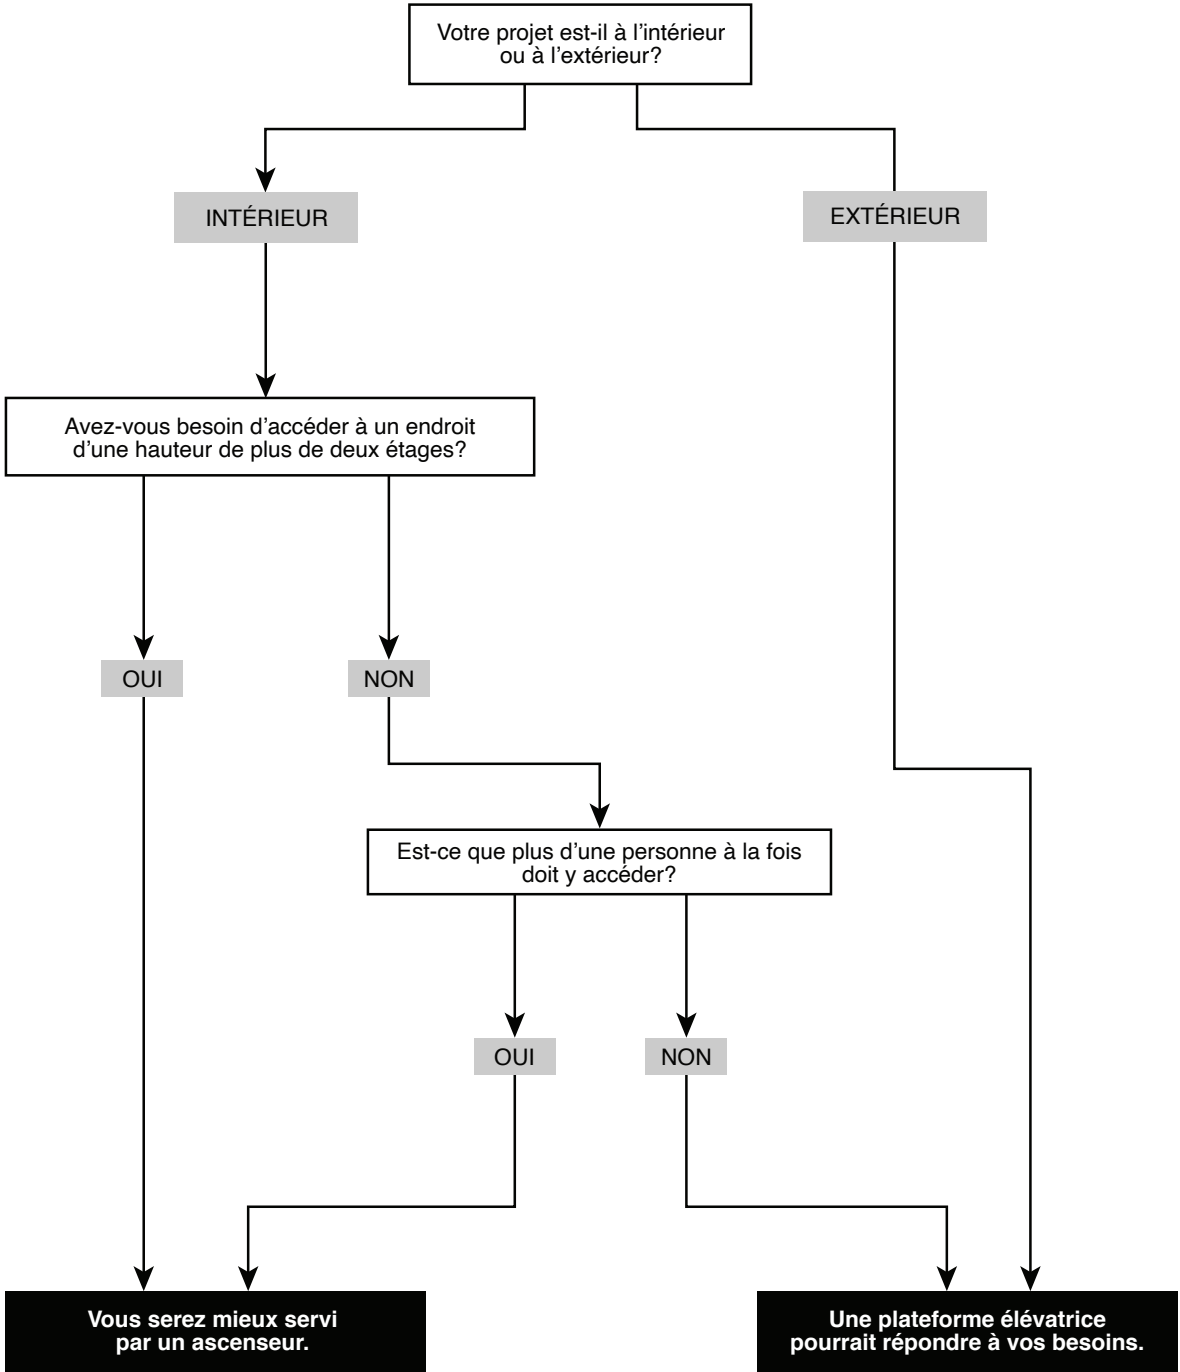 Votre projet est-il à l’intérieur
ou à l’extérieur?
INTÉRIEUR
EXTÉRIEUR
Avez-vous besoin d’accéder à un endroit
d’une hauteur de plus de deux étages?
OUI
NON
Est-ce que plus d’une personne à la fois
doit y accéder?
OUI
NON
Vous serez mieux servi
par un ascenseur.
Une plateforme élévatrice
pourrait répondre à vos besoins.